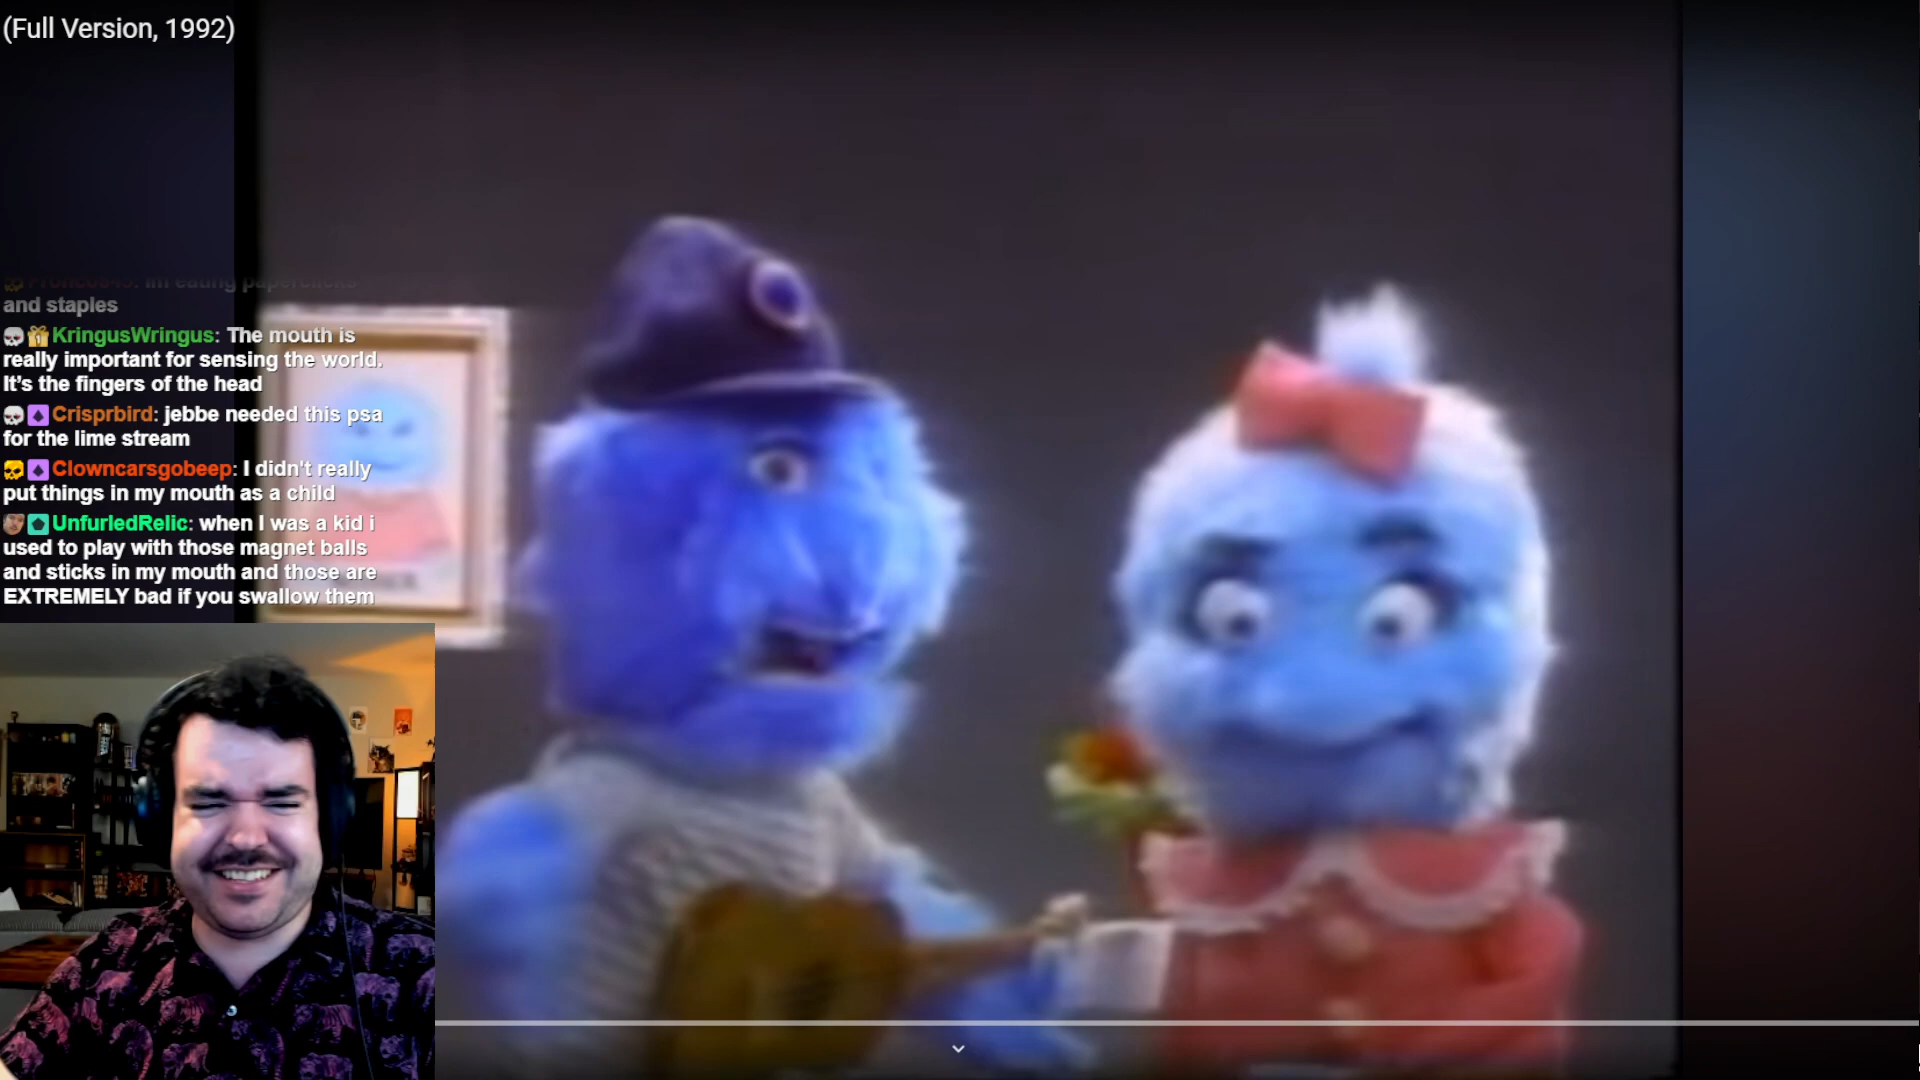 (Full Version, 1992)
and staples
KringusWringus: The mouth is
really important for sensing the world.
It's the fingers of the head
Crisprbird: jebbe needed this psa
for the lime stream
Clowncarsgobeep: I didn't really
put things in my mouth as a child
UnfurledRelic: when I was a kid i
used to play with those magnet balls
and sticks in my mouth and those are
EXTREMELY bad if you swallow them